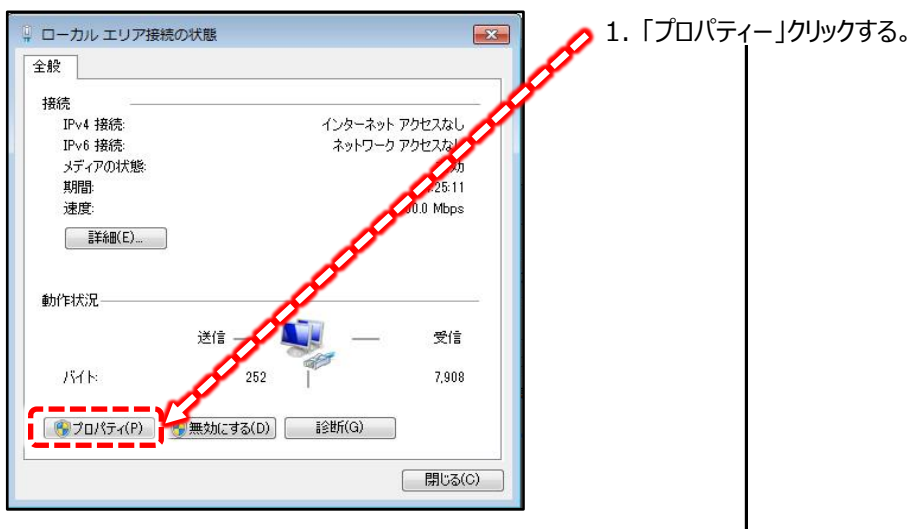 ローカル エリア接続の状態
1. 「プロパティー」クリックする。
全般
接続
IPv4 接続: インターネット アクセスなし
IPv6 接続: ネットワーク アクセスなし
メディアの状態:
期間: 25:11
速度: 00.0 Mbps
詳細(E)...
動作状況
送信 受信
バイト: 252 7,908
プロパティ(P) 無効にする(D) 診断(G)
閉じる(C)